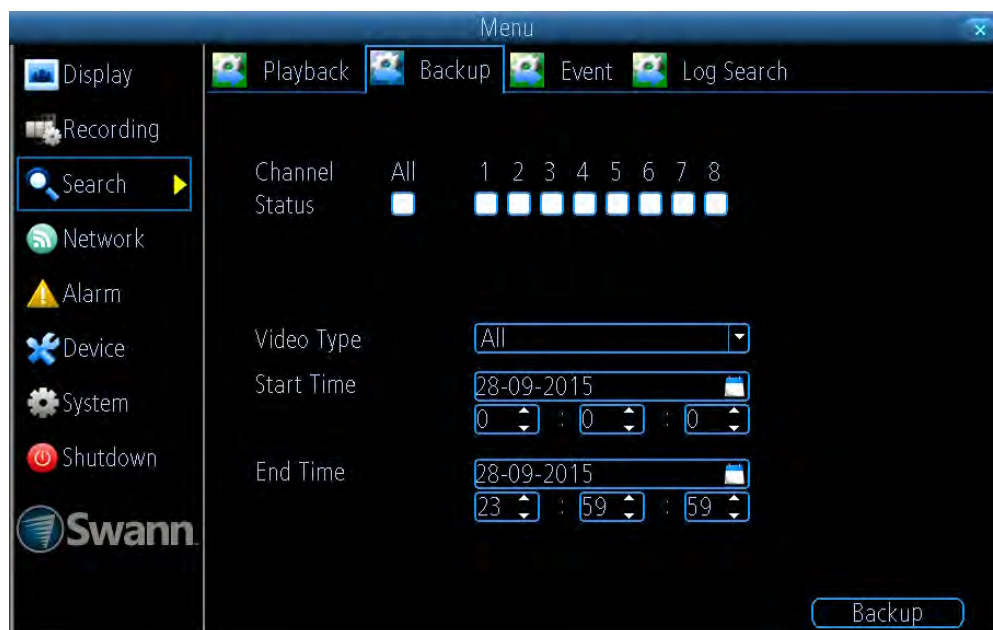 Menu
Display
Recording
Search
Network
Alarm
Device
System
Shutdown
Swann
Playback Backup Event Log Search
Channel All 1 2 3 4 5 6 7 8
Status
Video Type All
Start Time 28-09-2015
0 : 0 : 0
End Time 28-09-2015
23 : 59 : 59
Backup